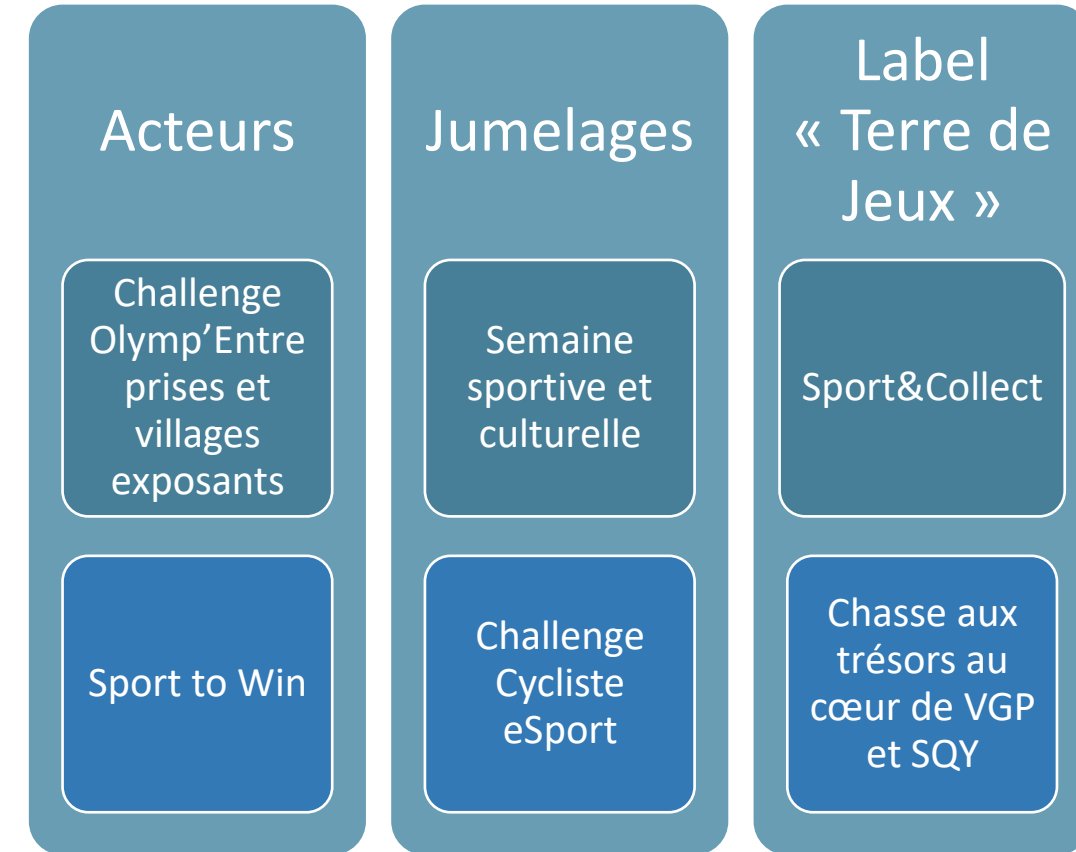 Acteurs
Challenge
Olymp’Entre
prises et
villages
exposants
Sport to Win
Jumelages
Semaine
sportive et
culturelle
Challenge
Cycliste
eSport
Label
« Terre de
Jeux »
Sport&Collect
Chasse aux
trésors au
cœur de VGP
et SQY